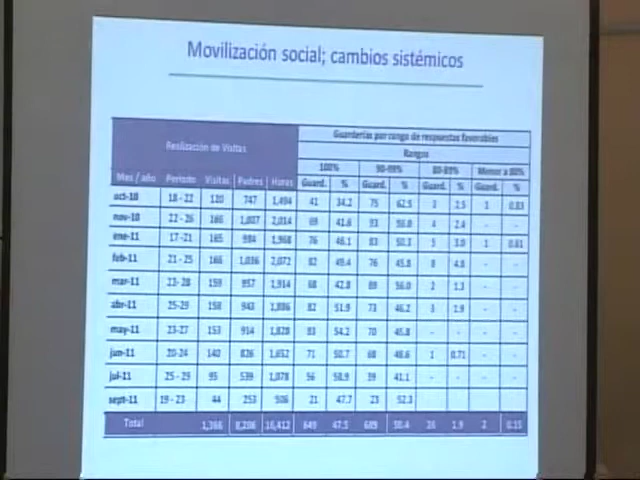 Movilización social; cambios sistémicos
Guarderías por rango de respuestas favorables
Realización de Visitas
Rangos
100% 90-99% 80-89% Menor a 80%
Mes / año Periodo Visitas Padres Horas Guard. % Guard. % Guard. % Guard. %
oct-10 18 - 22 120 747 1,494 41 34.2 75 62.5 3 2.5 1 0.83
nov-10 22 - 26 166 1,007 2,014 69 41.6 93 56.0 4 2.4 - -
ene-11 17 - 21 165 984 1,968 76 46.1 83 50.3 5 3.0 1 0.61
feb-11 21 - 25 166 1,036 2,072 82 49.4 76 45.8 8 4.8 - -
mar-11 159 957 1,914 68 42.8 89 56.0 2 1.3 - -
abr-11 25-29 158 943 1,886 82 51.9 73 46.2 3 1.9 - -
may-11 23-27 153 914 1,828 83 54.2 70 45.8 - - - -
jun-11 20-24 140 826 1,652 71 50.7 68 48.6 1 0.71 - -
jul-11 25 - 29 95 539 1,078 56 58.9 39 41.1 - - - -
sept-11 19 - 23 44 253 506 21 47.7 23 52.3 - -
Total 1,366 8,206 16,412 649 47.5 689 50.4 26 1.9 2 0.15